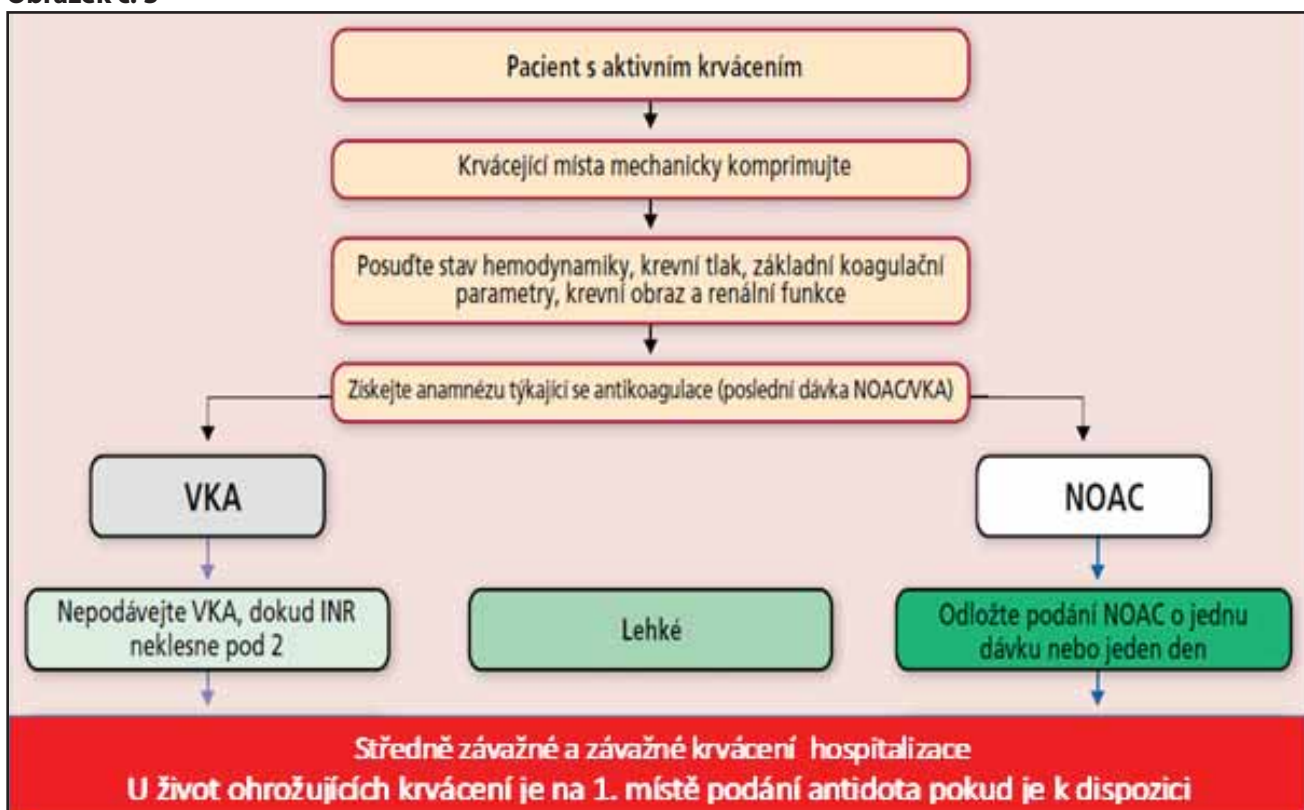 Pacient s aktivním krvácením
Krvácející místa mechanicky komprimujte
Posuďte stav hemodynamiky, krevní tlak, základní koagulační
parametry, krevní obraz a renální funkce
Získejte anamnézu týkající se antikoagulace (poslední dávka NOAC/VKA)
VKA
NOAC
Nepodávejte VKA, dokud INR
neklesne pod 2
Lehké
Odložte podání NOAC o jednu
dávku nebo jeden den
Středně závažné a závažné krvácení hospitalizace
U život ohrožujících krvácení je na 1. místě podání antidota pokud je k dispozici